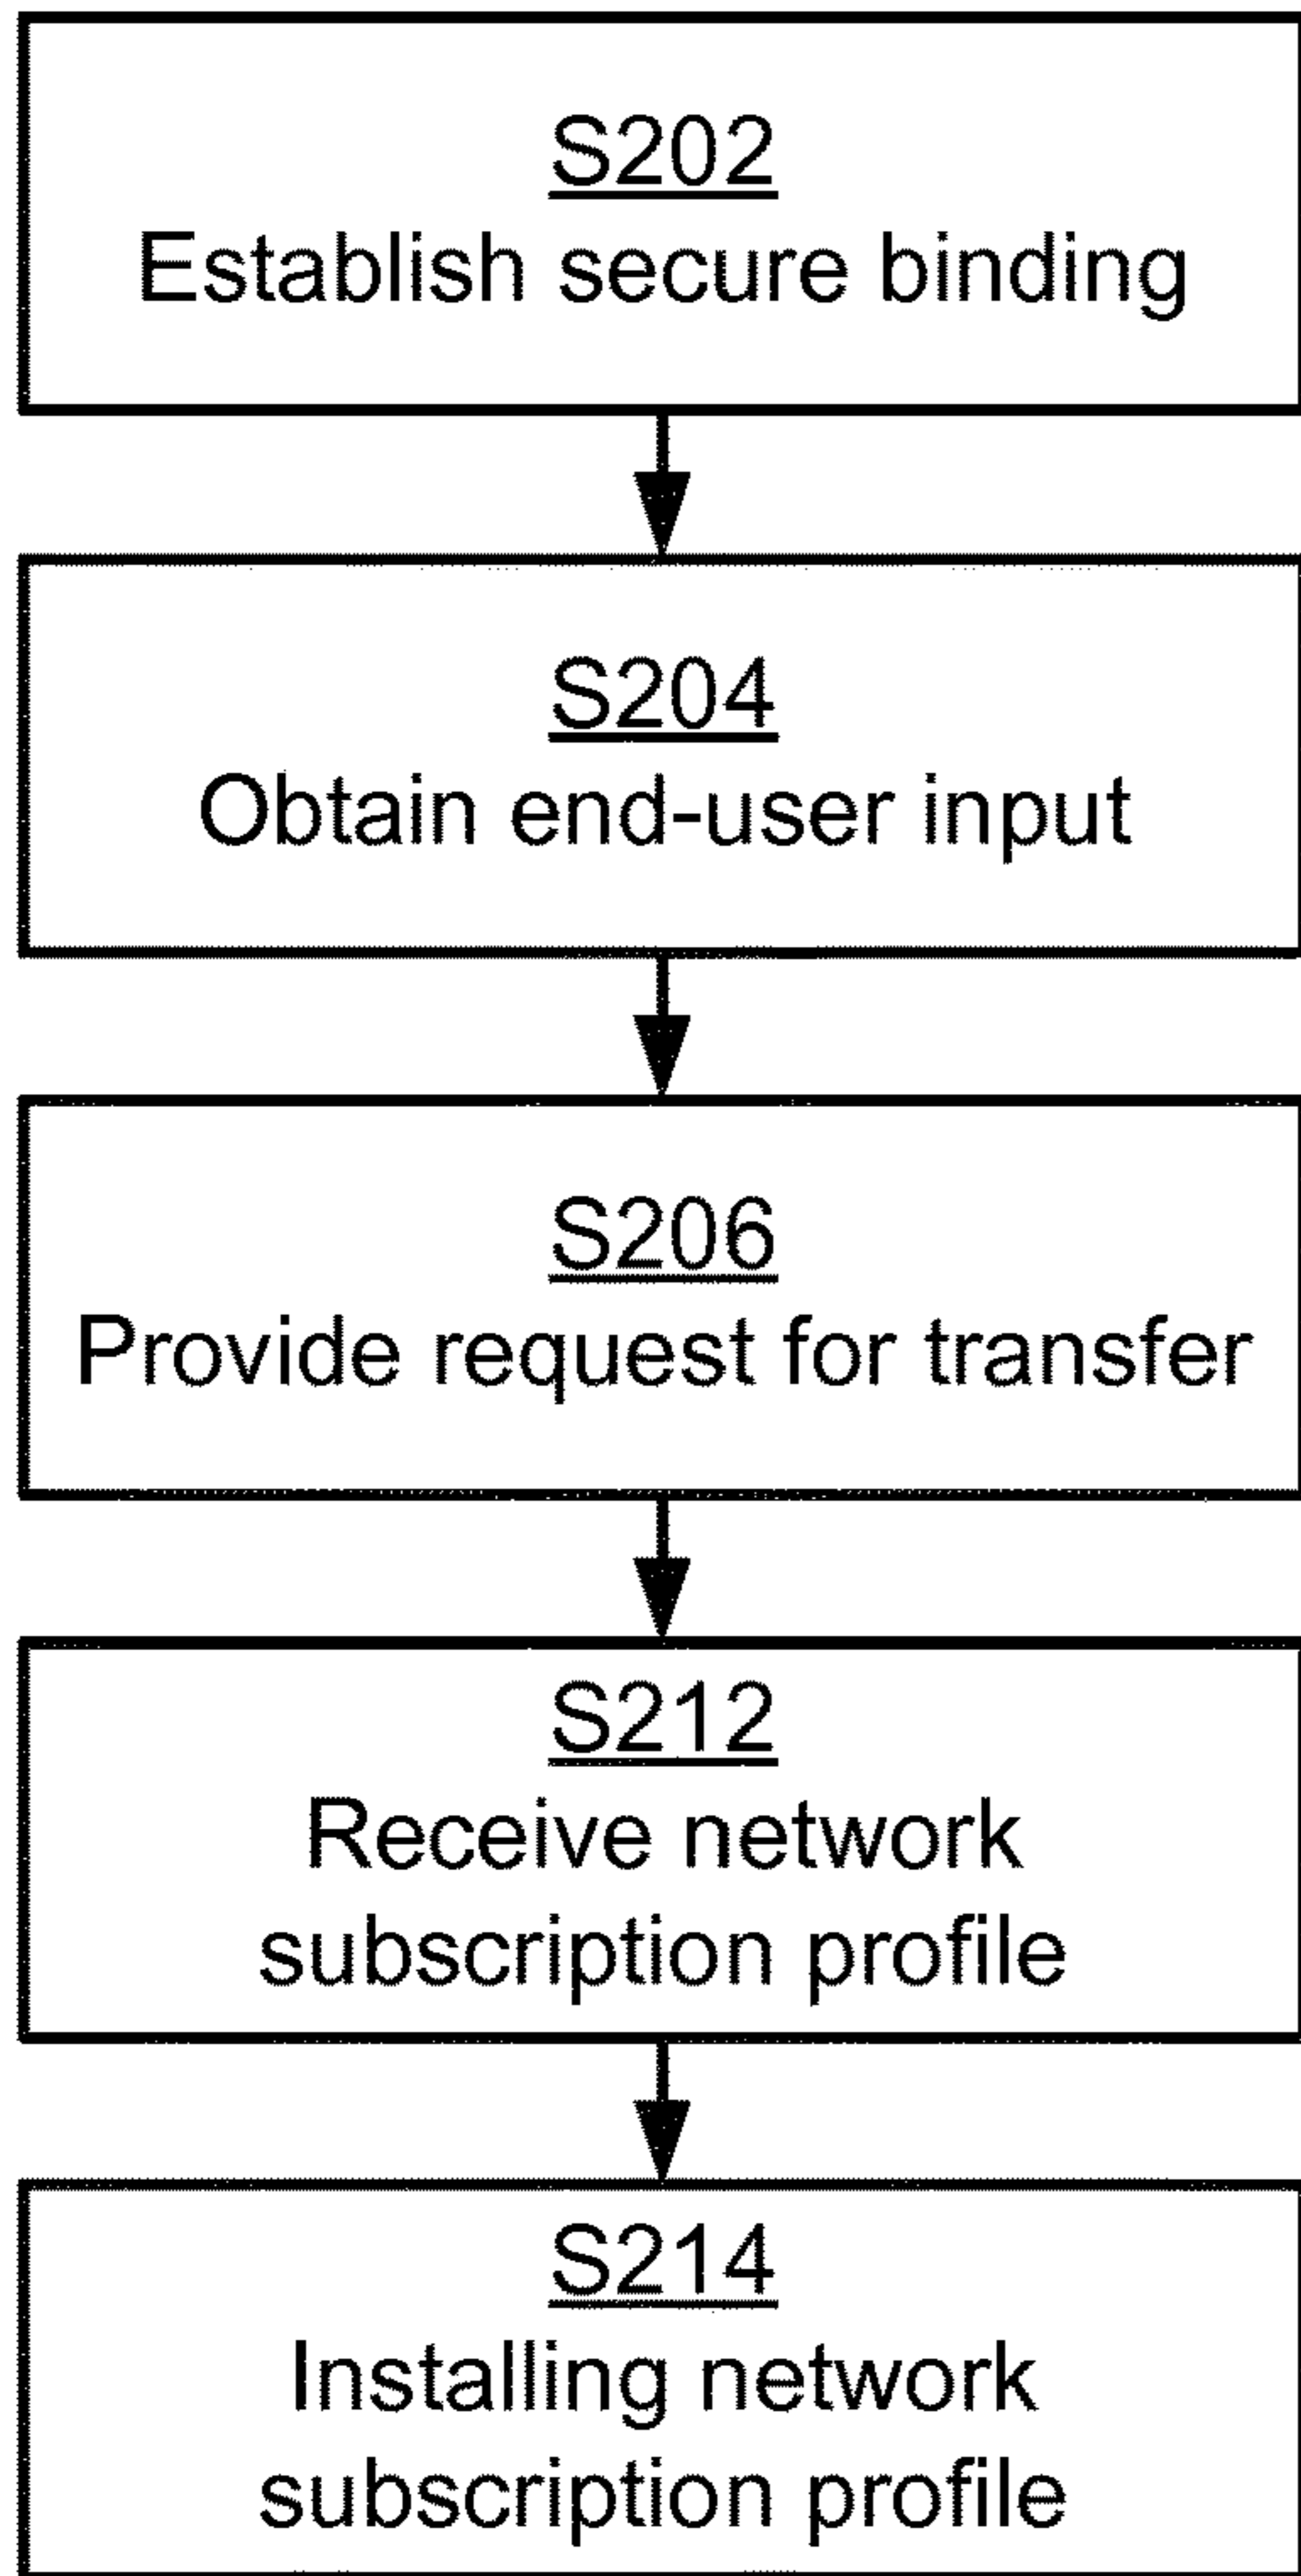 S202
Establish secure binding
S204
Obtain end-user input
S206
Provide request for transfer
S212
Receive network
subscription profile
S214
Installing network
subscription profile